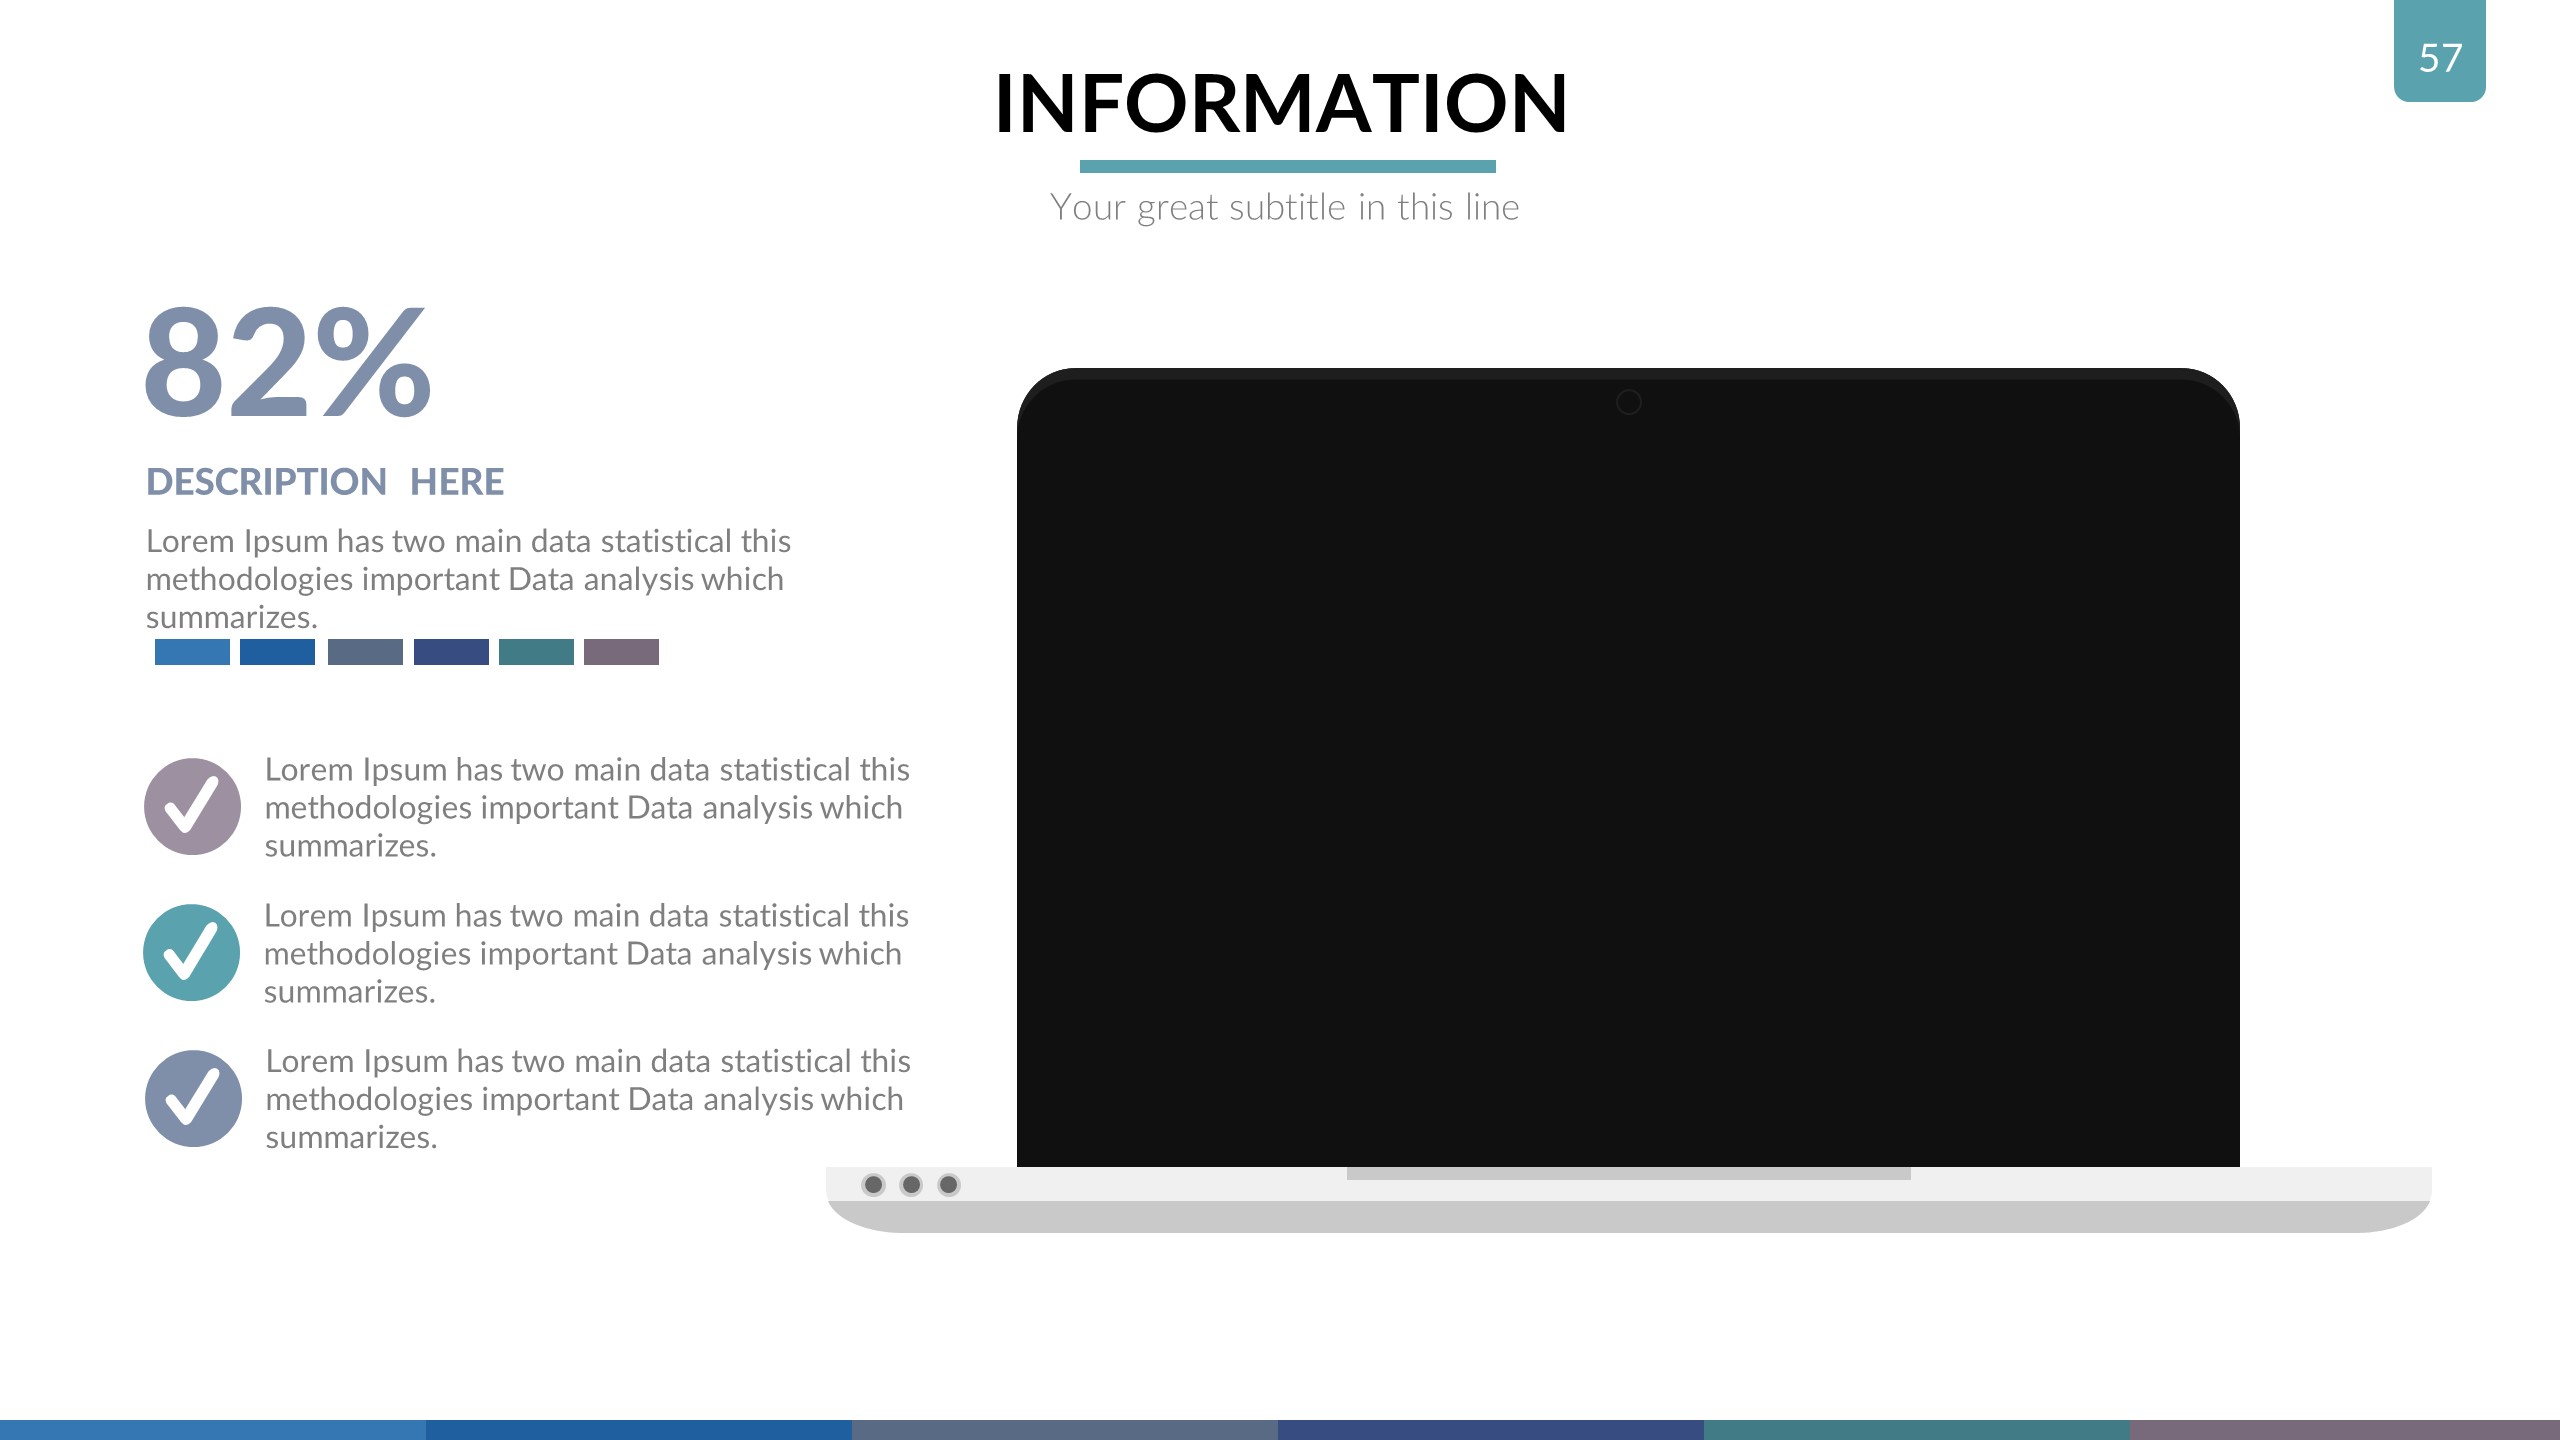 57
INFORMATION
Your great subtitle in this line
82%
DESCRIPTION HERE
Lorem Ipsum has two main data statistical this
methodologies important Data analysis which
summarizes.
Lorem Ipsum has two main data statistical this
methodologies important Data analysis which
summarizes.
Lorem Ipsum has two main data statistical this
methodologies important Data analysis which
summarizes.
Lorem Ipsum has two main data statistical this
methodologies important Data analysis which
summarizes.